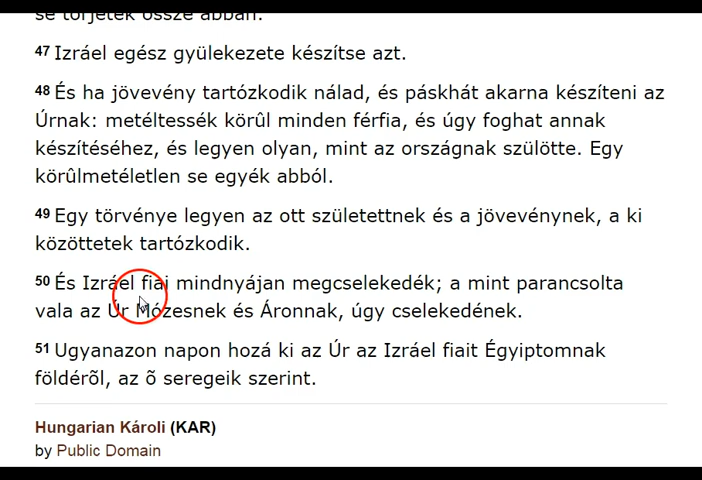 se törjetek össze abban.
47 Izráel egész gyülekezete készítse azt.
48 És ha jövevény tartózkodik nálad, és páskhát akarna készíteni az
Úrnak: metéltessék körûl minden férfia, és úgy foghat annak
készítéséhez, és legyen olyan, mint az országnak szülötte. Egy
körûlmetéletlen se egyék abból.
49 Egy törvénye legyen az ott születettnek és a jövevénynek, a ki
közöttetek tartózkodik.
50 És Izráel fiai mindnyájan megcselekedék; a mint parancsolta
vala az Úr Mózesnek és Áronnak, úgy cselekedének.
51 Ugyanazon napon hozá ki az Úr az Izráel fiait Égyiptomnak
földérõl, az õ seregeik szerint.
Hungarian Károli (KAR)
by Public Domain